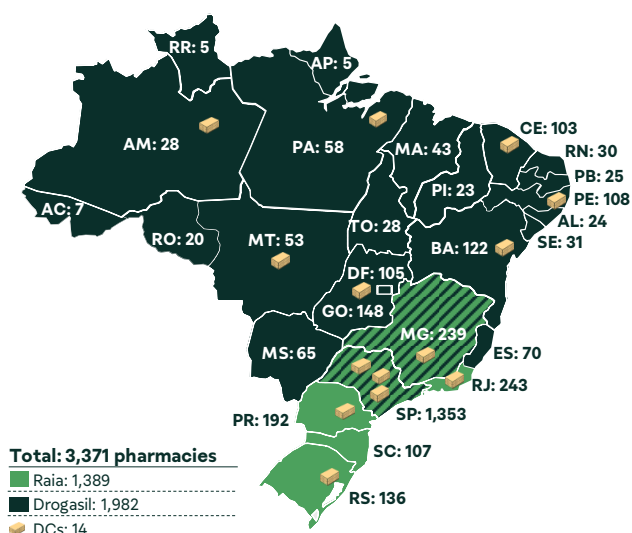 RR: 5
AP: 5
AM: 28
PA: 58
MA: 43
CE: 103
RN: 30
PB: 25
PI: 23
PE: 108
AL: 24
SE: 31
AC: 7
RO: 20
MT: 53
TO: 28
BA: 122
DF: 105
GO: 148
MG: 239
MS: 65
ES: 70
RJ: 243
SP: 1,353
PR: 192
SC: 107
RS: 136
Total: 3,371 pharmacies
Raia: 1,389
Drogasil: 1,982
DCs: 14